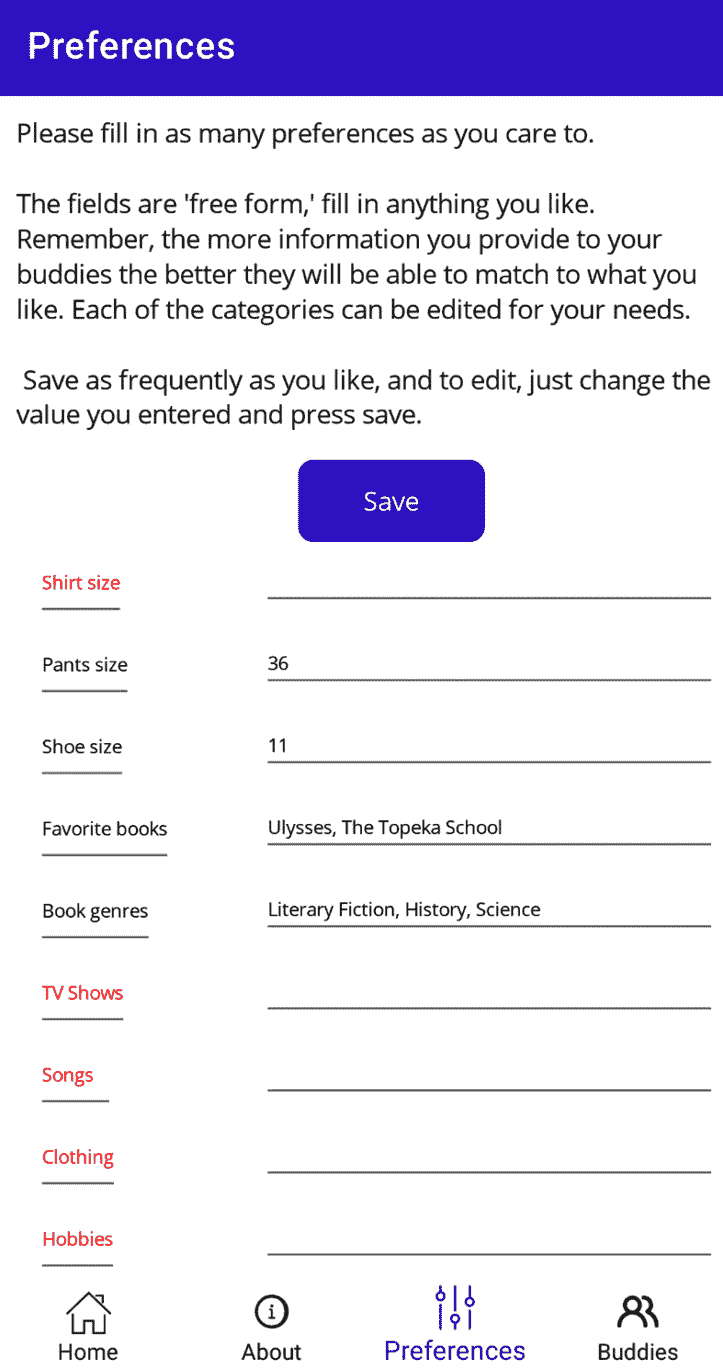 Preferences
Please fill in as many preferences as you care to.
The fields are 'free form,' fill in anything you like.
Remember, the more information you provide to your
buddies the better they will be able to match to what you
like. Each of the categories can be edited for your needs.
Save as frequently as you like, and to edit, just change the
value you entered and press save.
Save
Shirt size
Pants size 36
Shoe size 11
Favorite books Ulysses, The Topeka School
Book genres Literary Fiction, History, Science
TV Shows
Songs
Clothing
Hobbies
Home About Preferences Buddies